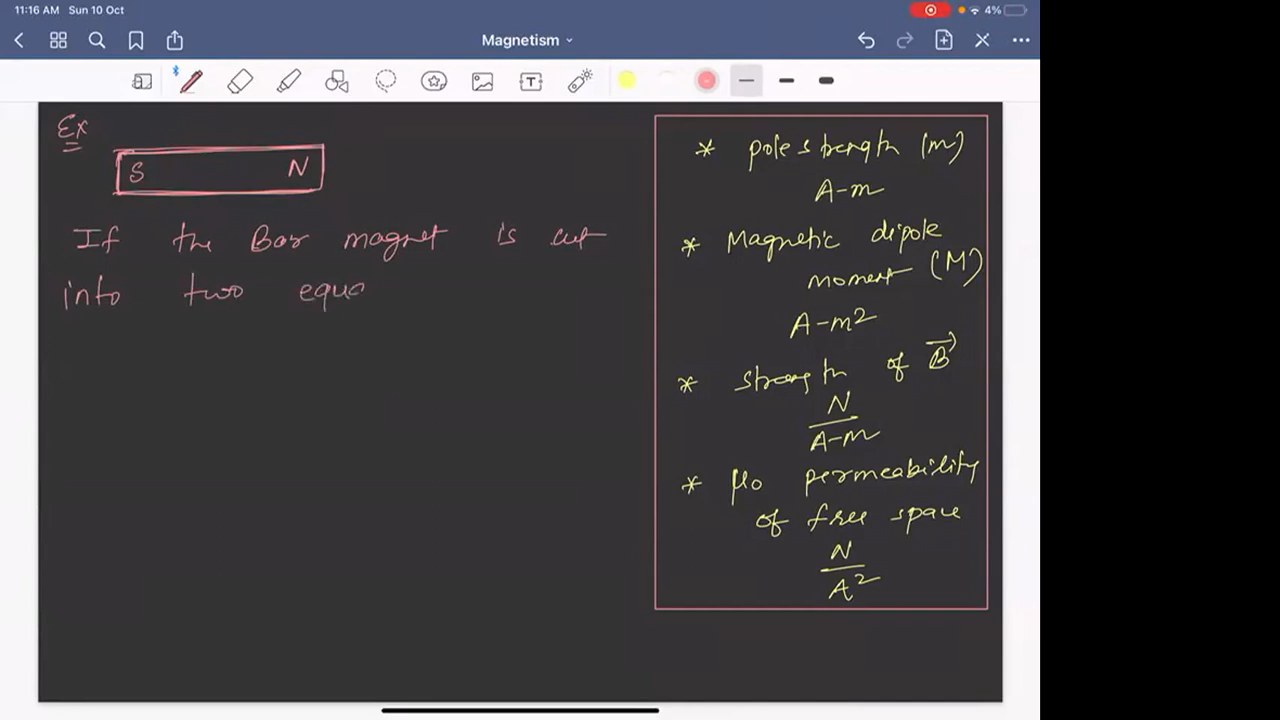 11:16 AM Sun 10 Oct
4%
Magnetism
Ex
S N
If the Bar magnet is cut
into two equa
* pole strength (m)
A-m
* Magnetic dipole
moment (M)
A-m²
* strength of B⃗
N
A-m
* μ₀ permeability
of free space
N
A²